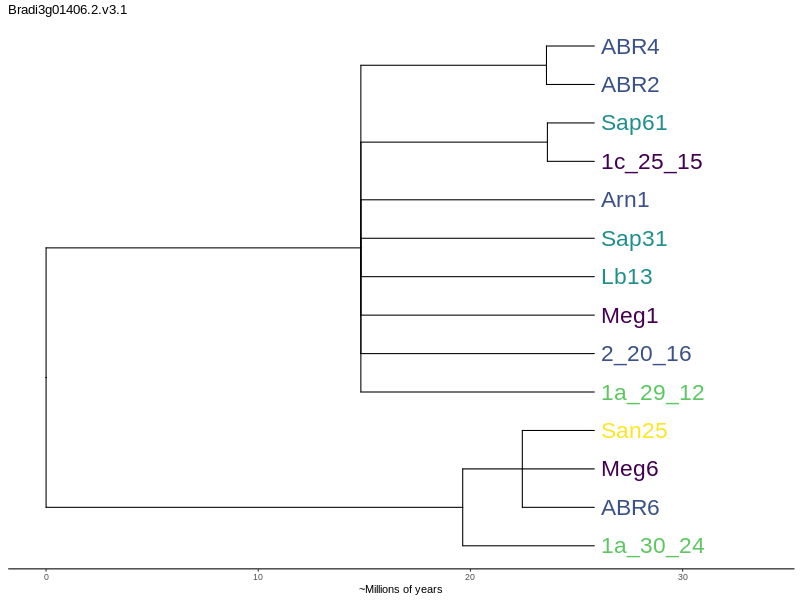 Bradi3g01406.2.v3.1
ABR4
ABR2
Sap61
1c_25_15
Arn1
Sap31
Lb13
Meg1
2_20_16
1a_29_12
San25
Meg6
ABR6
1a_30_24
0 10 20 30
~Millions of years